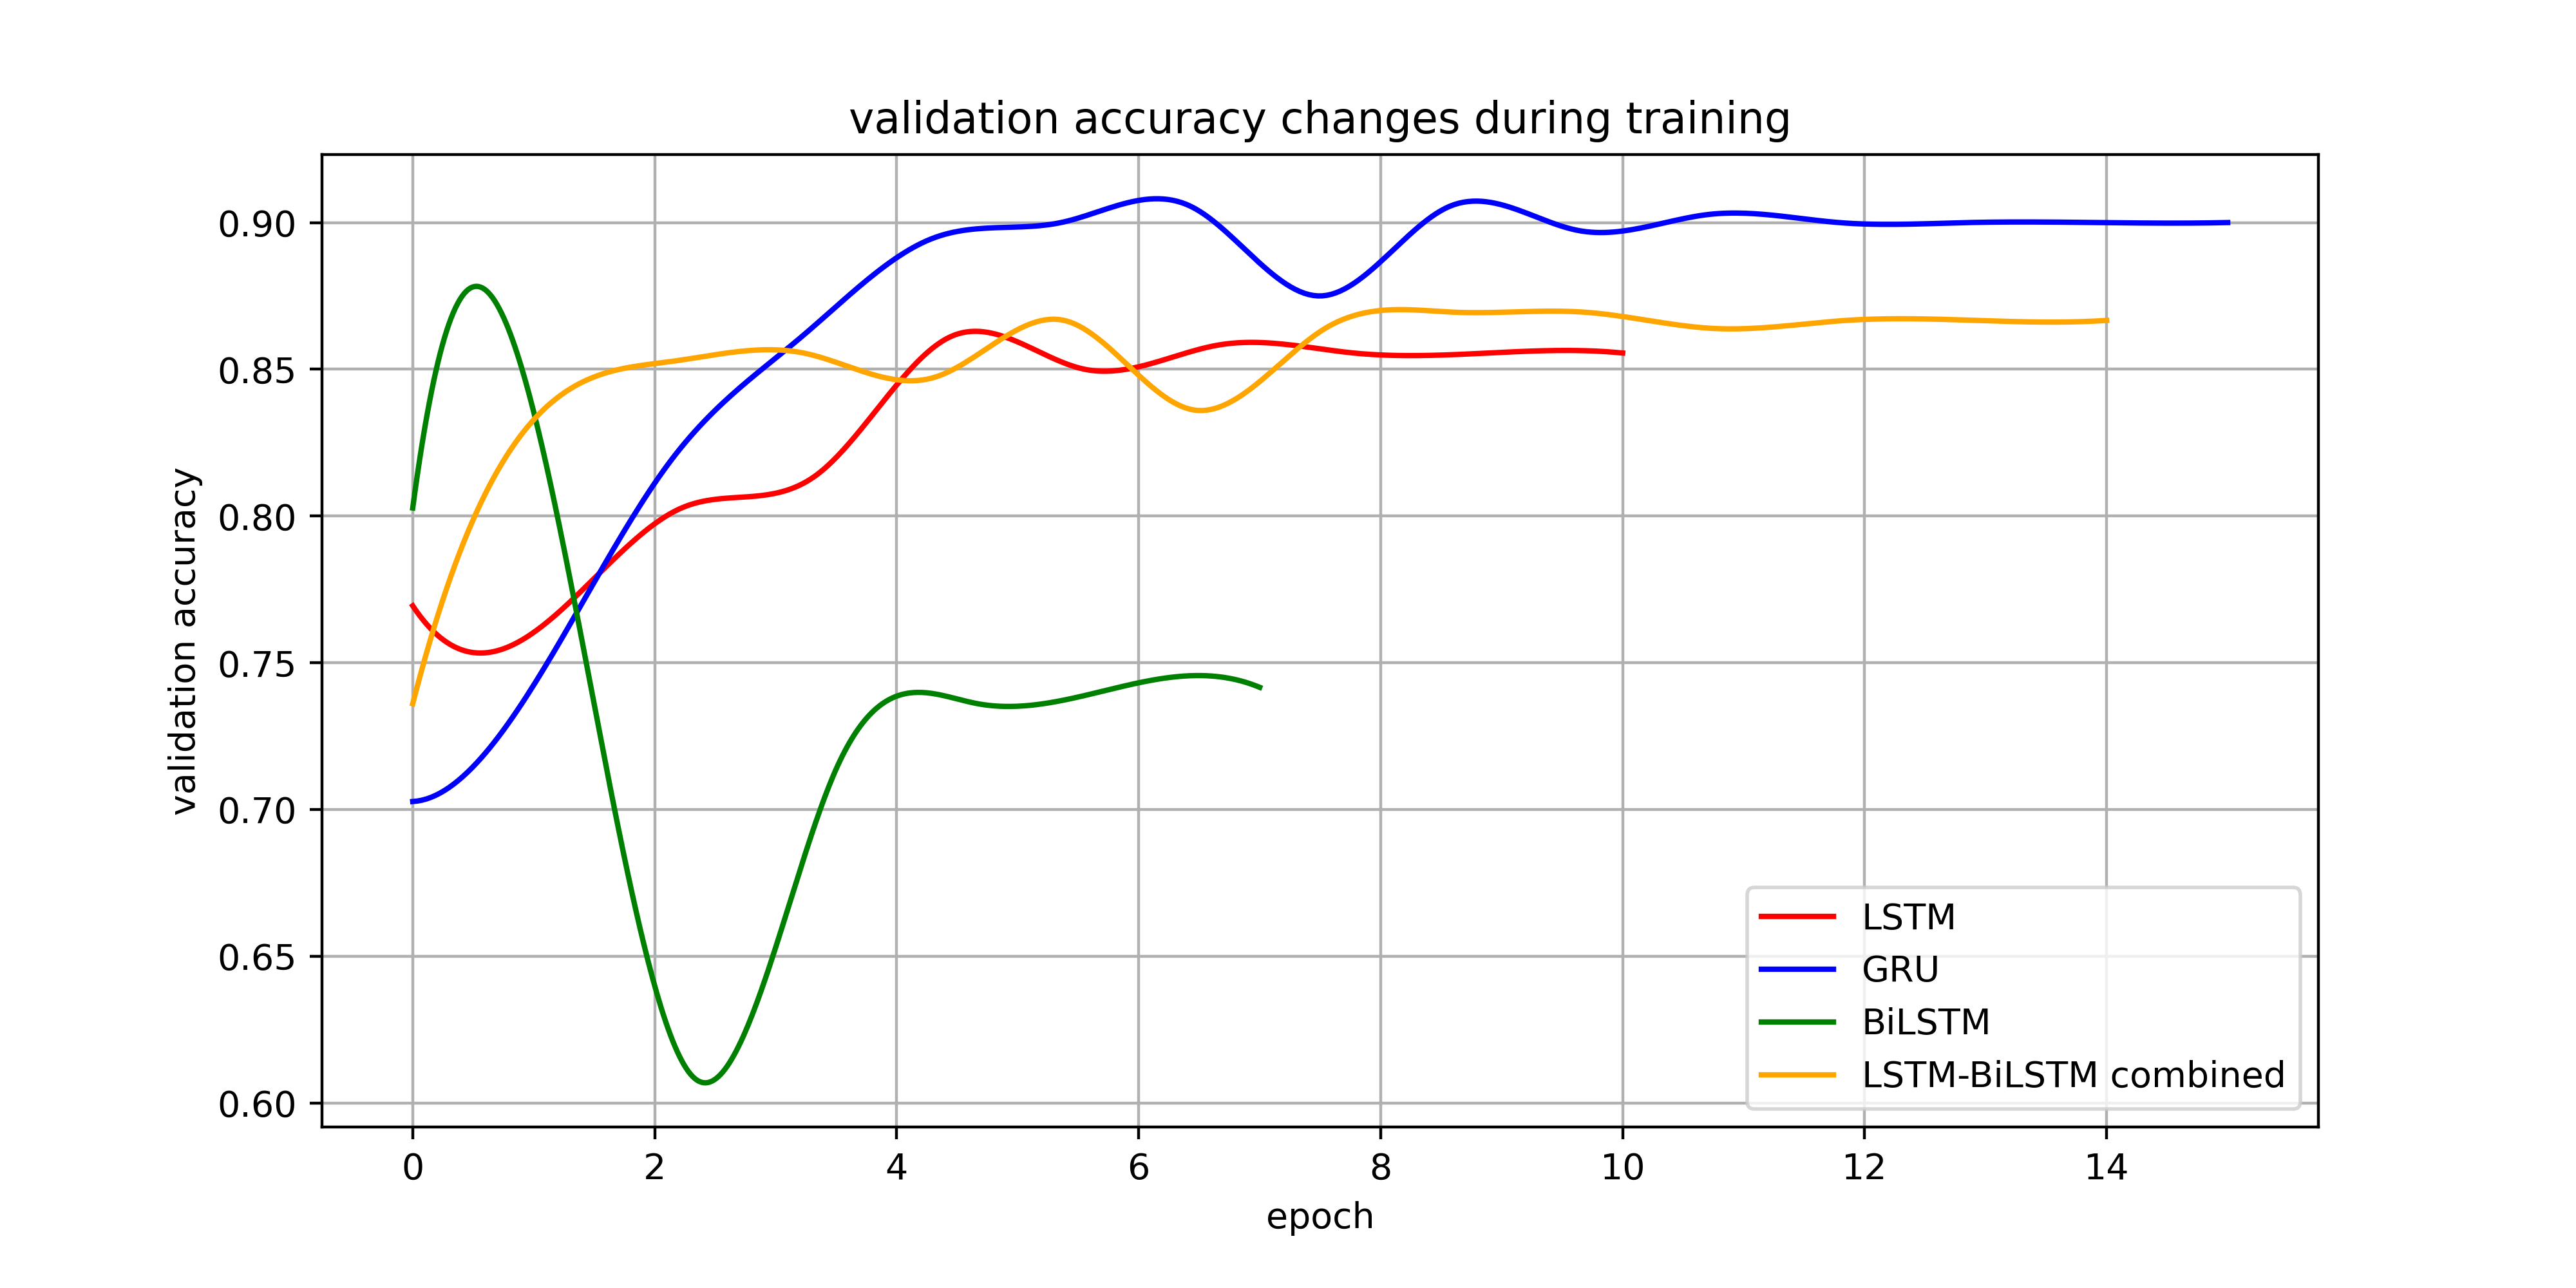 validation accuracy changes during training
validation accuracy
0.90
0.85
0.80
0.75
0.70
0.65
0.60
0 2 4 6 8 10 12 14
epoch
LSTM
GRU
BiLSTM
LSTM-BiLSTM combined